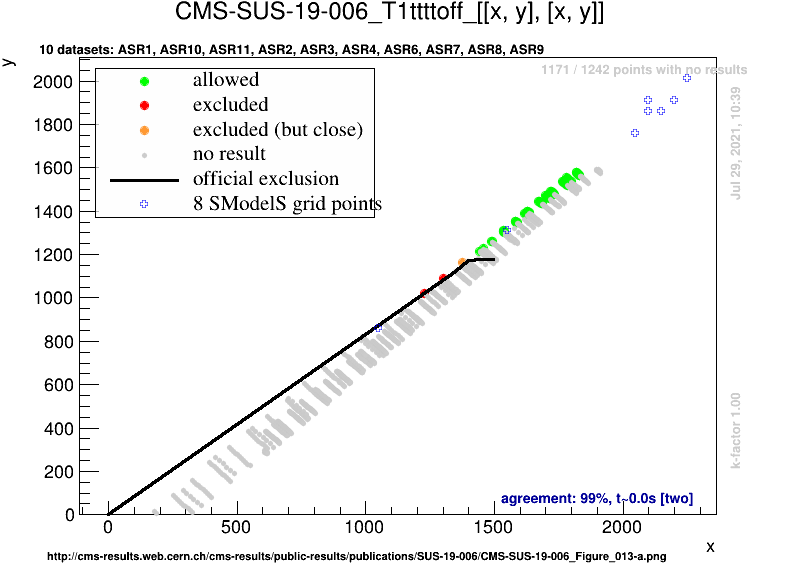 CMS-SUS-19-006_T1ttttoff_[[x, y], [x, y]]
10 datasets: ASR1, ASR10, ASR11, ASR2, ASR3, ASR4, ASR6, ASR7, ASR8, ASR9
y
1171 / 1242 points with no results
allowed
excluded
excluded (but close)
no result
official exclusion
8 SModelS grid points
Jul 29, 2021, 10:39
k-factor 1.00
2000
1800
1600
1400
1200
1000
800
600
400
200
0
agreement: 99%, t~0.0s [two]
0 500 1000 1500 2000
x
http://cms-results.web.cern.ch/cms-results/public-results/publications/SUS-19-006/CMS-SUS-19-006_Figure_013-a.png